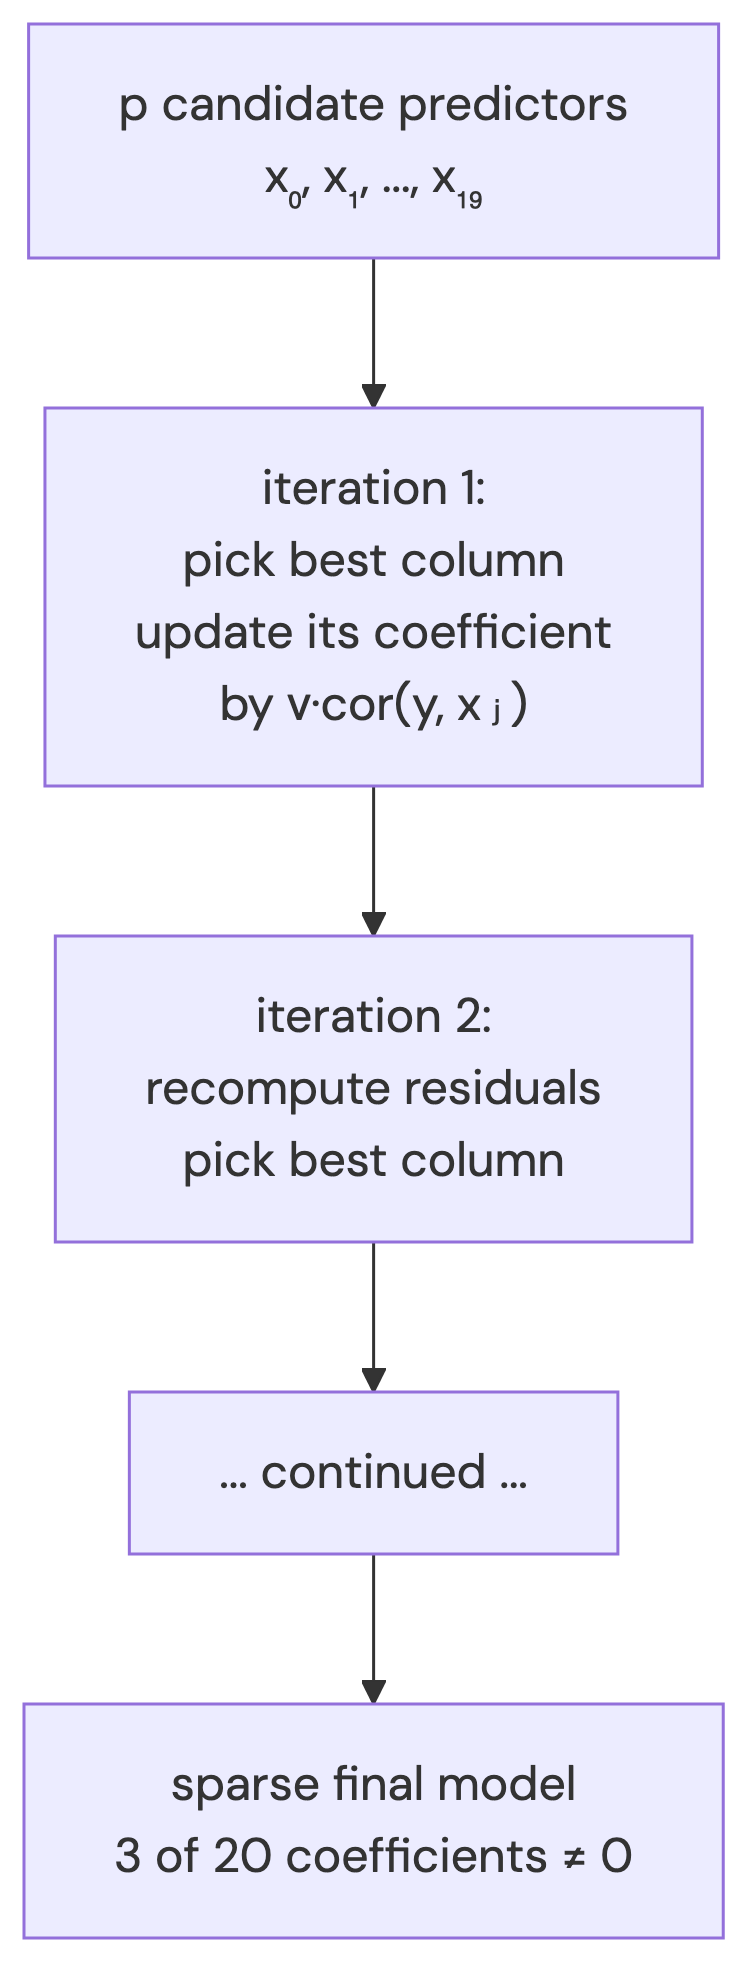 p candidate predictors
x₀, x₁, ..., x₁₉
iteration 1:
pick best column
update its coefficient
by ν·cor(y, x ⱼ )
iteration 2:
recompute residuals
pick best column
... continued ...
sparse final model
3 of 20 coefficients ≠ 0